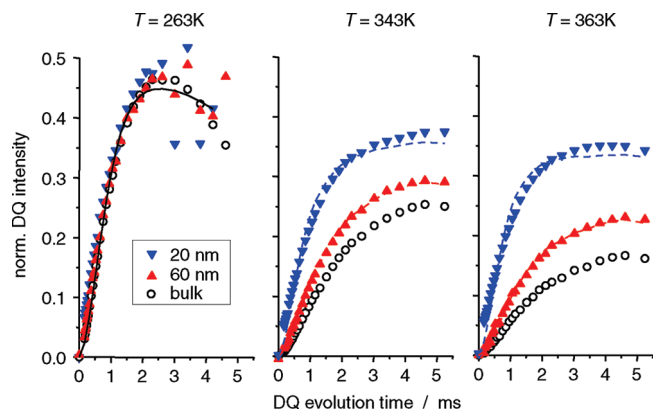 T = 263K T = 343K T = 363K
norm. DQ intensity
0.5
0.4
0.3
0.2
0.1
0.0
20 nm
60 nm
bulk
0 1 2 3 4 5 0 1 2 3 4 5 0 1 2 3 4 5
DQ evolution time / ms